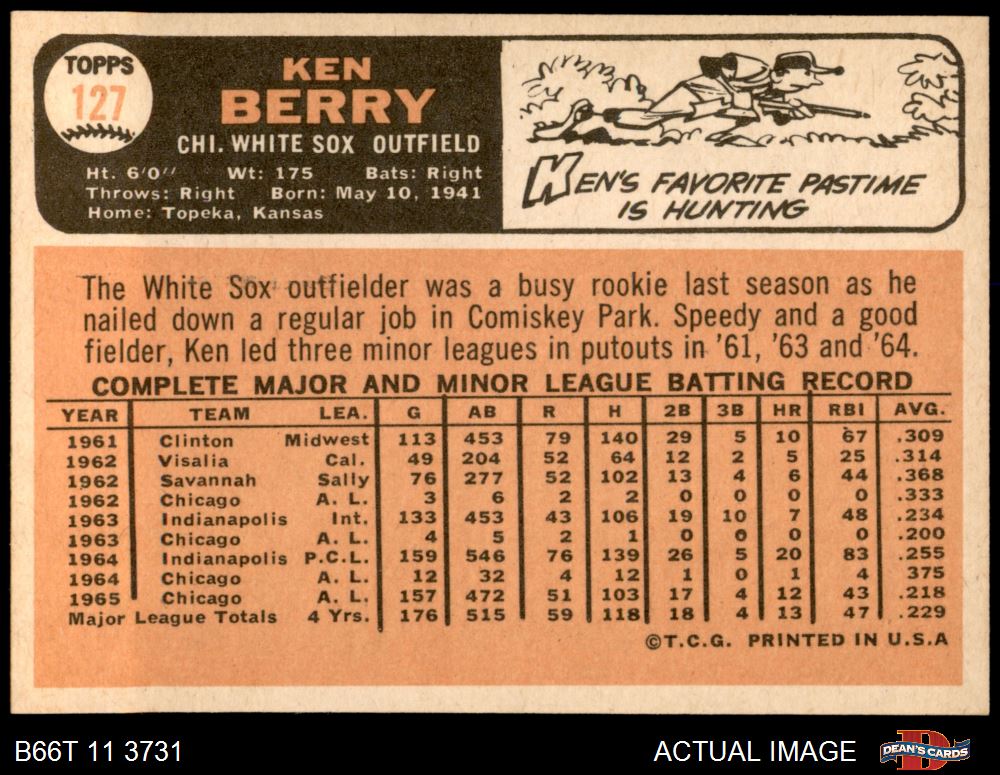 TOPPS
127
KEN
BERRY
CHI. WHITE SOX OUTFIELD
Ht. 6'0" Wt: 175 Bats: Right
Throws: Right Born: May 10, 1941
Home: Topeka, Kansas
KEN'S FAVORITE PASTIME
IS HUNTING
The White Sox outfielder was a busy rookie last season as he
nailed down a regular job in Comiskey Park. Speedy and a good
fielder, Ken led three minor leagues in putouts in '61, '63 and '64.
COMPLETE MAJOR AND MINOR LEAGUE BATTING RECORD
YEAR TEAM LEA. G AB R H 2B 3B HR RBI AVG.
1961 Clinton Midwest 113 453 79 140 29 5 10 67 .309
1962 Visalia Cal. 49 204 52 64 12 2 5 25 .314
1962 Savannah Sally 76 277 52 102 13 4 6 44 .368
1962 Chicago A. L. 3 6 2 2 0 0 0 0 .333
1963 Indianapolis Int. 133 453 43 106 19 10 7 48 .234
1963 Chicago A. L. 4 5 2 1 0 0 0 0 .200
1964 Indianapolis P.C.L. 159 546 76 139 26 5 20 83 .255
1964 Chicago A. L. 12 32 4 12 1 0 1 4 375
1965 Chicago A. L. 157 472 51 103 17 4 12 43 .218
Major League Totals 4 Yrs. 176 515 59 118 18 4 13 47 .229
©T.C.G. PRINTED IN U.S.A
B66T 11 3731
ACTUAL IMAGE
DEAN'S CARDS